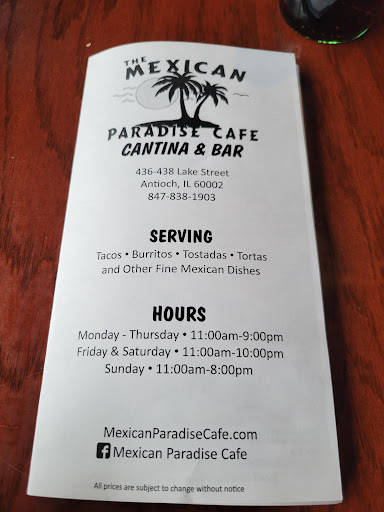 THE
MEXICAN
PARADISE CAFE
CANTINA & BAR
436-438 Lake Street
Antioch, IL 60002
847-838-1903
SERVING
Tacos • Burritos • Tostadas • Tortas
and Other Fine Mexican Dishes
HOURS
Monday - Thursday • 11:00am-9:00pm
Friday & Saturday • 11:00am-10:00pm
Sunday • 11:00am-8:00pm
MexicanParadiseCafe.com
f Mexican Paradise Cafe
All prices are subject to change without notice